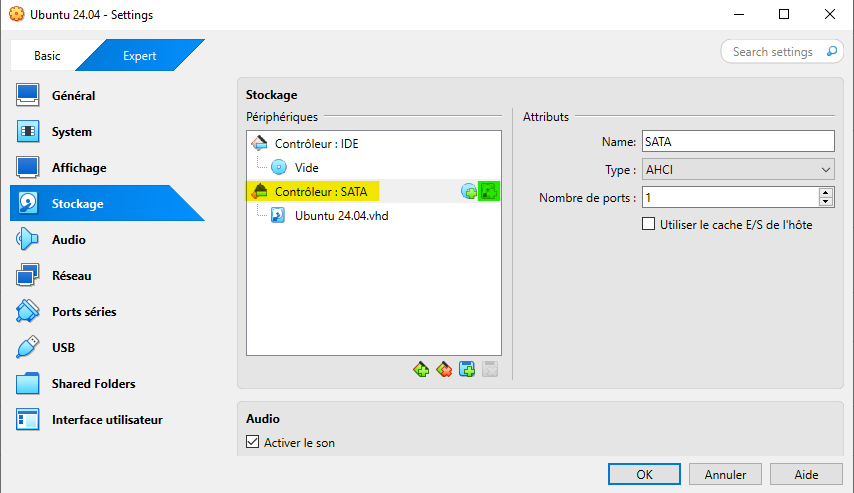 Ubuntu 24.04 - Settings
Basic
Expert
Search settings
Général
System
Affichage
Stockage
Audio
Réseau
Ports séries
USB
Shared Folders
Interface utilisateur
Stockage
Périphériques
Contrôleur : IDE
Vide
Contrôleur : SATA
Ubuntu 24.04.vhd
Attributs
Name: SATA
Type : AHCI
Nombre de ports : 1
Utiliser le cache E/S de l'hôte
Audio
Activer le son
OK
Annuler
Aide